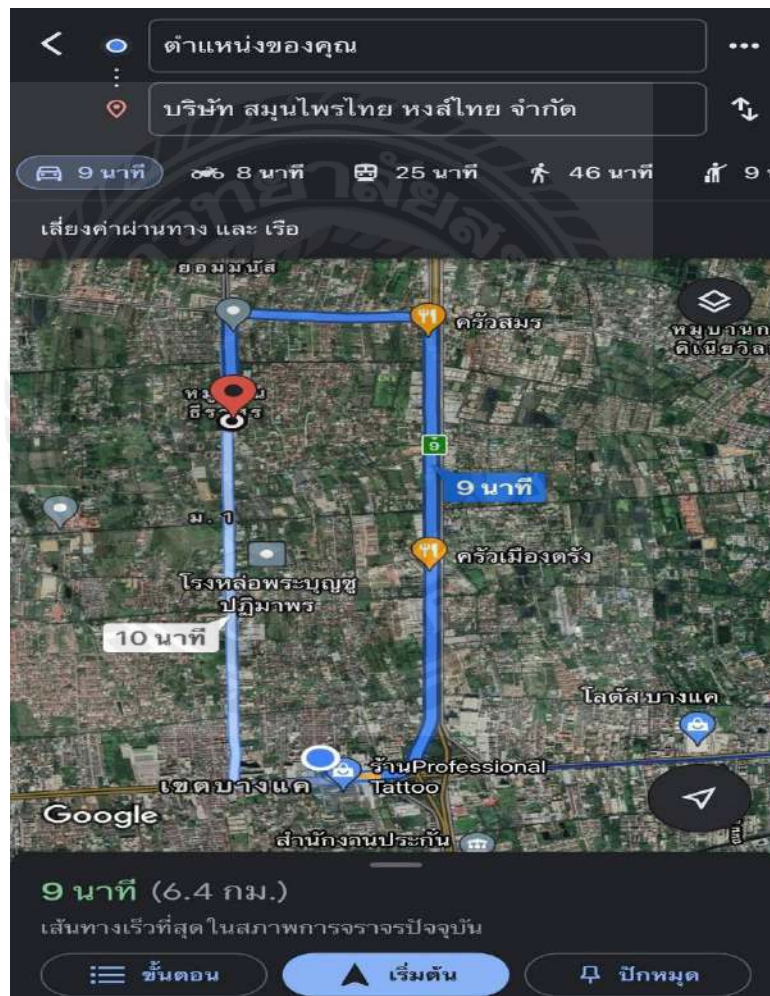 ตำแหน่งของคุณ
บริษัท สมุนไพรไทย หงส์ไทย จำกัด
9 นาที 8 นาที 25 นาที 46 นาที 9
เลี่ยงค่าผ่านทาง และ เรือ
ยอมมนัส
ครัวสมร
9
9 นาที
ม. 1
ครัวเมืองตรัง
โรงหล่อพระบุญชู
ปฏิมาพร
10 นาที
โลตัส บางแค
ร้านProfessional
Tattoo
เขตบางแค
Google
สำนักงานประกัน
9 นาที (6.4 กม.)
เส้นทางเร็วที่สุด ในสภาพการจราจรปัจจุบัน
ขั้นตอน เริ่มต้น ปักหมุด